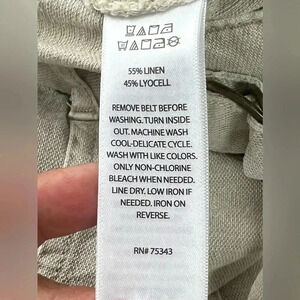 55% LINEN
45% LYOCELL
REMOVE BELT BEFORE
WASHING. TURN INSIDE
OUT. MACHINE WASH
COOL-DELICATE CYCLE.
WASH WITH LIKE COLORS.
ONLY NON-CHLORINE
BLEACH WHEN NEEDED.
LINE DRY. LOW IRON IF
NEEDED. IRON ON
REVERSE.
RN# 75343